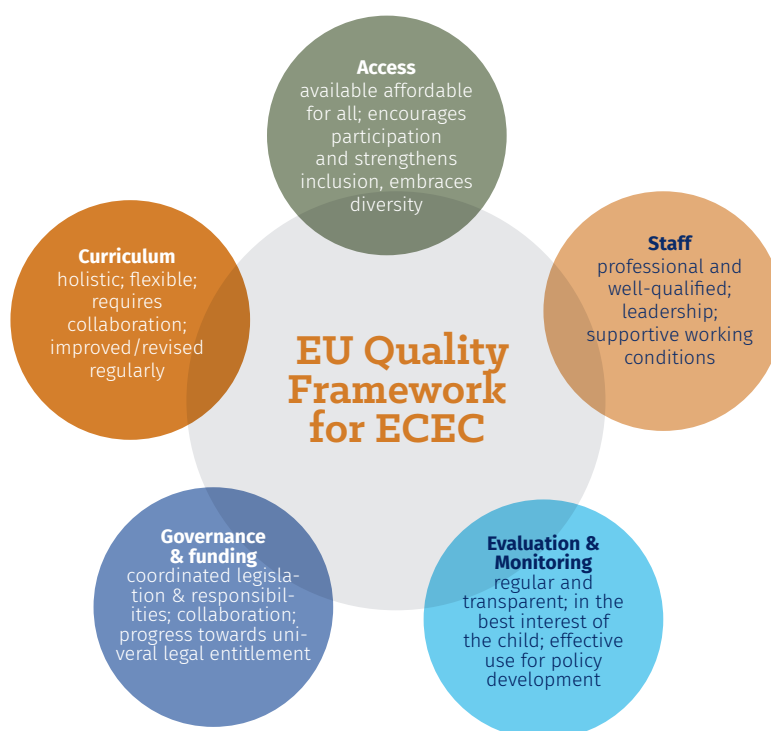 Access
available affordable
for all; encourages
participation
and strengthens
inclusion, embraces
diversity
Curriculum
holistic; flexible;
requires
collaboration;
improved/revised
regularly
Staff
professional and
well-qualified;
leadership;
supportive working
conditions
EU Quality
Framework
for ECEC
Governance
& funding
coordinated legisla-
tion & responsibil-
ities; collaboration;
progress towards uni-
veral legal entitlement
Evaluation &
Monitoring
regular and
transparent; in the
best interest of
the child; effective
use for policy
development